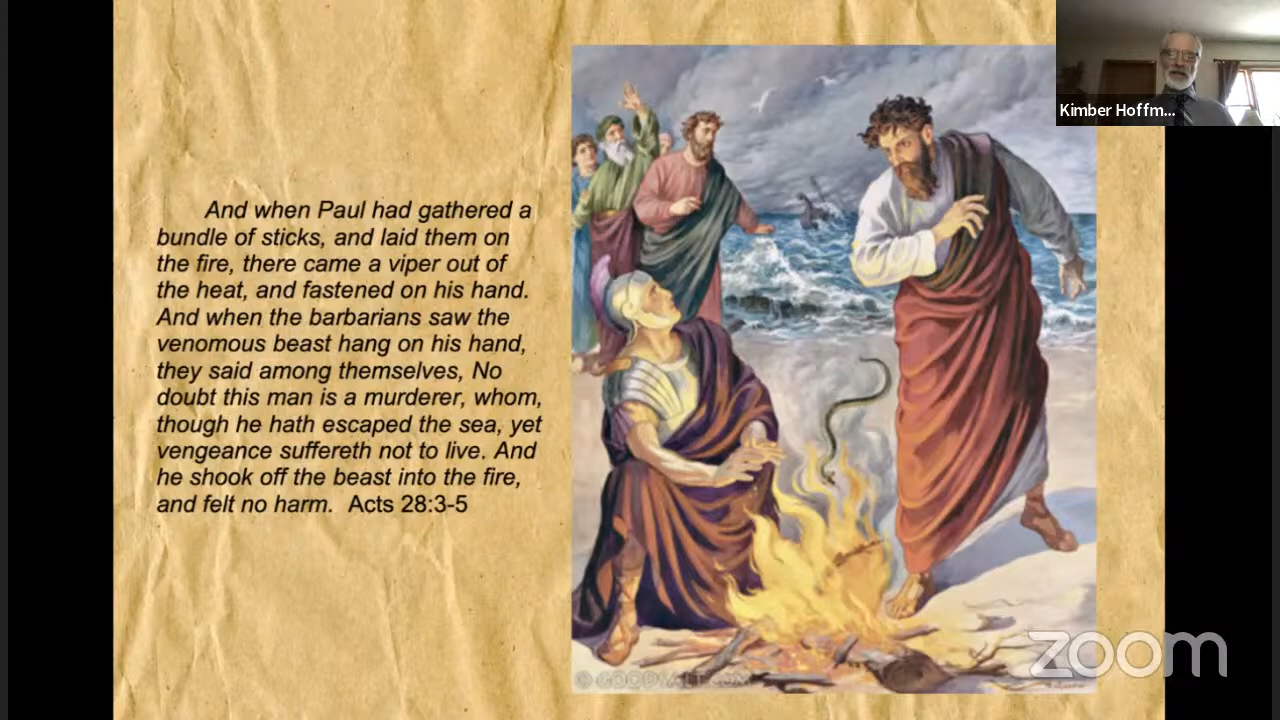 Kimber Hoffm...
And when Paul had gathered a
bundle of sticks, and laid them on
the fire, there came a viper out of
the heat, and fastened on his hand.
And when the barbarians saw the
venomous beast hang on his hand,
they said among themselves, No
doubt this man is a murderer, whom,
though he hath escaped the sea, yet
vengeance suffereth not to live. And
he shook off the beast into the fire,
and felt no harm. Acts 28:3-5
zoom
© GOODSALT.COM